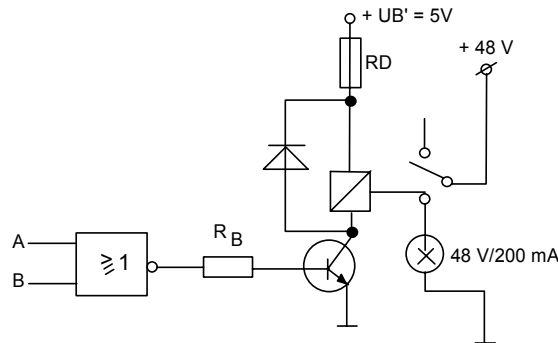 + UB' = 5V
RD
+ 48 V
A
B
≥1
R B
48 V/200 mA